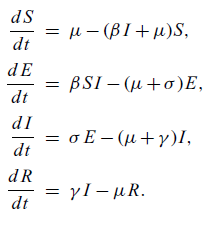 dS/dt = μ − (βI + μ)S,
dE/dt = βSI − (μ + σ)E,
dI/dt = σE − (μ + γ)I,
dR/dt = γI − μR.